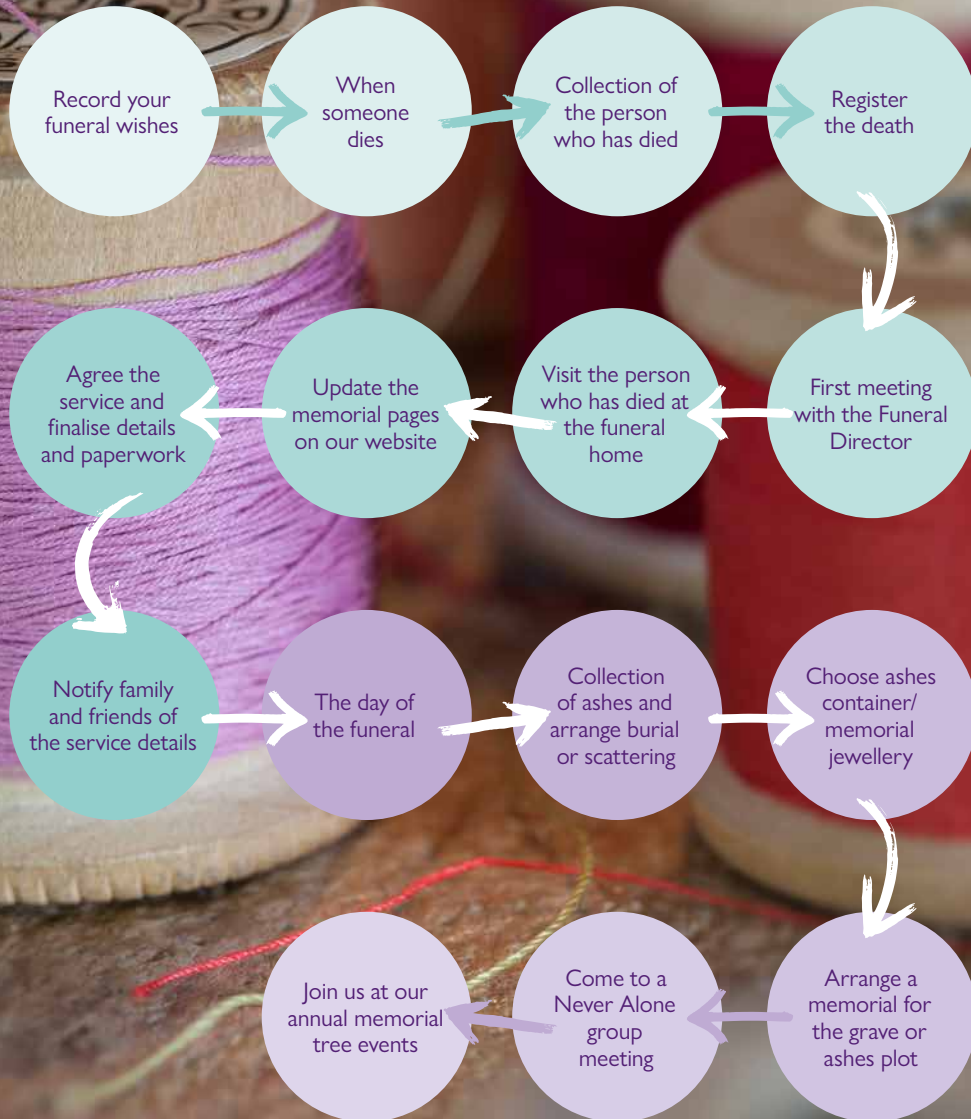 Record your
funeral wishes
When
someone
dies
Collection of
the person
who has died
Register
the death
First meeting
with the Funeral
Director
Visit the person
who has died at
the funeral
home
Update the
memorial pages
on our website
Agree the
service and
finalise details
and paperwork
Notify family
and friends of
the service details
The day of
the funeral
Collection
of ashes and
arrange burial
or scattering
Choose ashes
container/
memorial
jewellery
Arrange a
memorial for
the grave or
ashes plot
Come to a
Never Alone
group
meeting
Join us at our
annual memorial
tree events